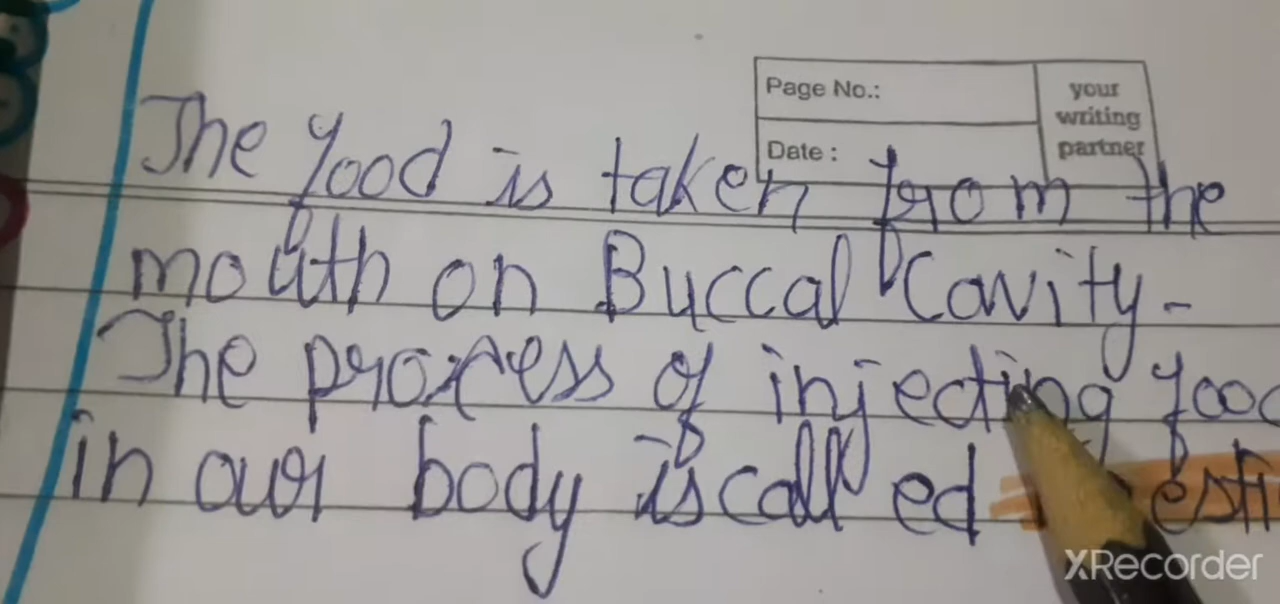 Page No.:
your writing partner
Date :
The food is taken from the
mouth on Buccal Cavity-
The process of injecting
in our body is called
XRecorder